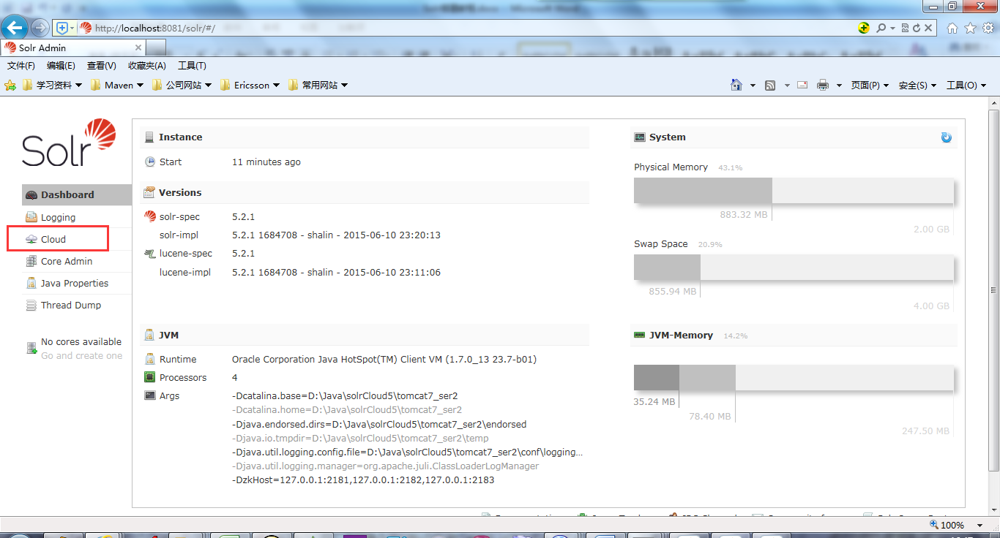 http://localhost:8081/solr/#/
Solr Admin
文件(F) 编辑(E) 查看(V) 收藏夹(A) 工具(T)
学习资料 Maven 公司网站 Ericsson 常用网站 页面(P) 安全(S) 工具(O)
Solr
Dashboard
Logging
Cloud
Core Admin
Java Properties
Thread Dump
No cores available
Go and create one
Instance
Start 11 minutes ago
Versions
solr-spec 5.2.1
solr-impl 5.2.1 1684708 - shalin - 2015-06-10 23:20:13
lucene-spec 5.2.1
lucene-impl 5.2.1 1684708 - shalin - 2015-06-10 23:11:06
JVM
Runtime Oracle Corporation Java HotSpot(TM) Client VM (1.7.0_13 23.7-b01)
Processors 4
Args -Dcatalina.base=D:\Java\solrCloud5\tomcat7_ser2
-Dcatalina.home=D:\Java\solrCloud5\tomcat7_ser2
-Djava.endorsed.dirs=D:\Java\solrCloud5\tomcat7_ser2\endorsed
-Djava.io.tmpdir=D:\Java\solrCloud5\tomcat7_ser2\temp
-Djava.util.logging.config.file=D:\Java\solrCloud5\tomcat7_ser2\conf\logging...
-Djava.util.logging.manager=org.apache.juli.ClassLoaderLogManager
-DzkHost=127.0.0.1:2181,127.0.0.1:2182,127.0.0.1:2183
System
Physical Memory 43.1%
883.32 MB
2.00 GB
Swap Space 20.9%
855.94 MB
4.00 GB
JVM-Memory 14.2%
35.24 MB
78.40 MB
247.50 MB
100%